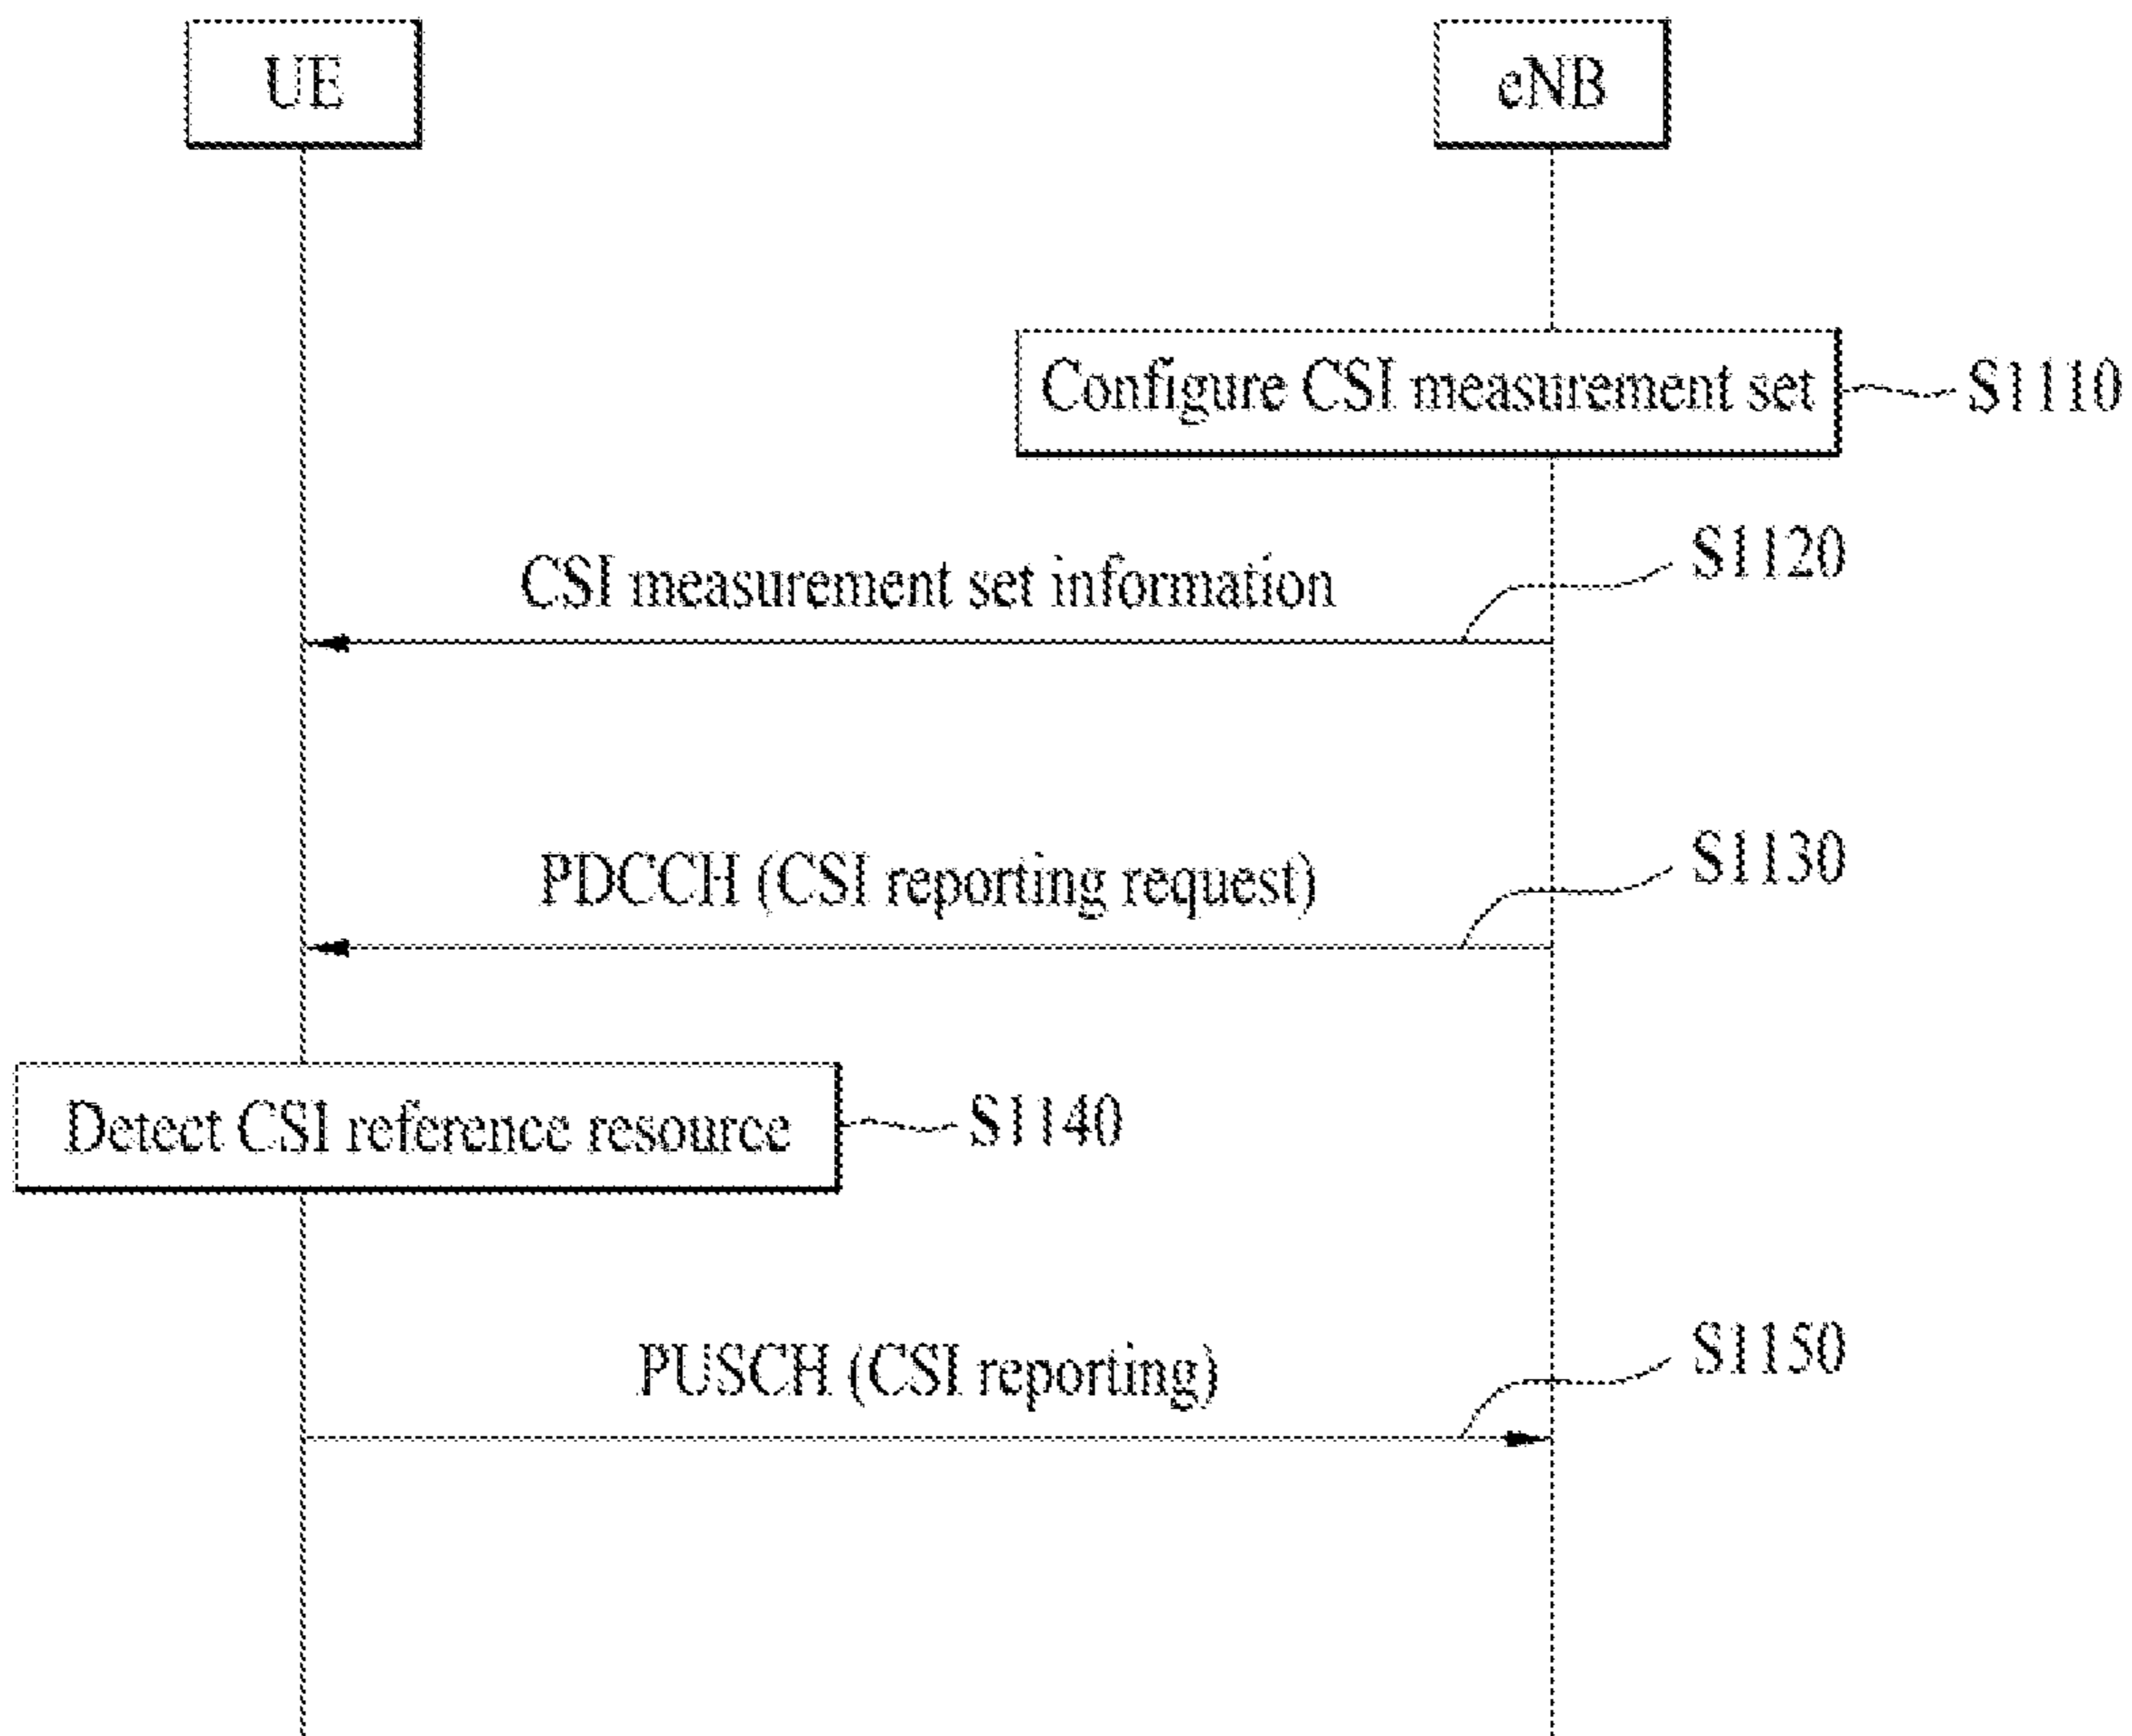 UE
eNB
Configure CSI measurement set
S1110
S1120
CSI measurement set information
S1130
PDCCH (CSI reporting request)
Detect CSI reference resource
S1140
S1150
PUSCH (CSI reporting)